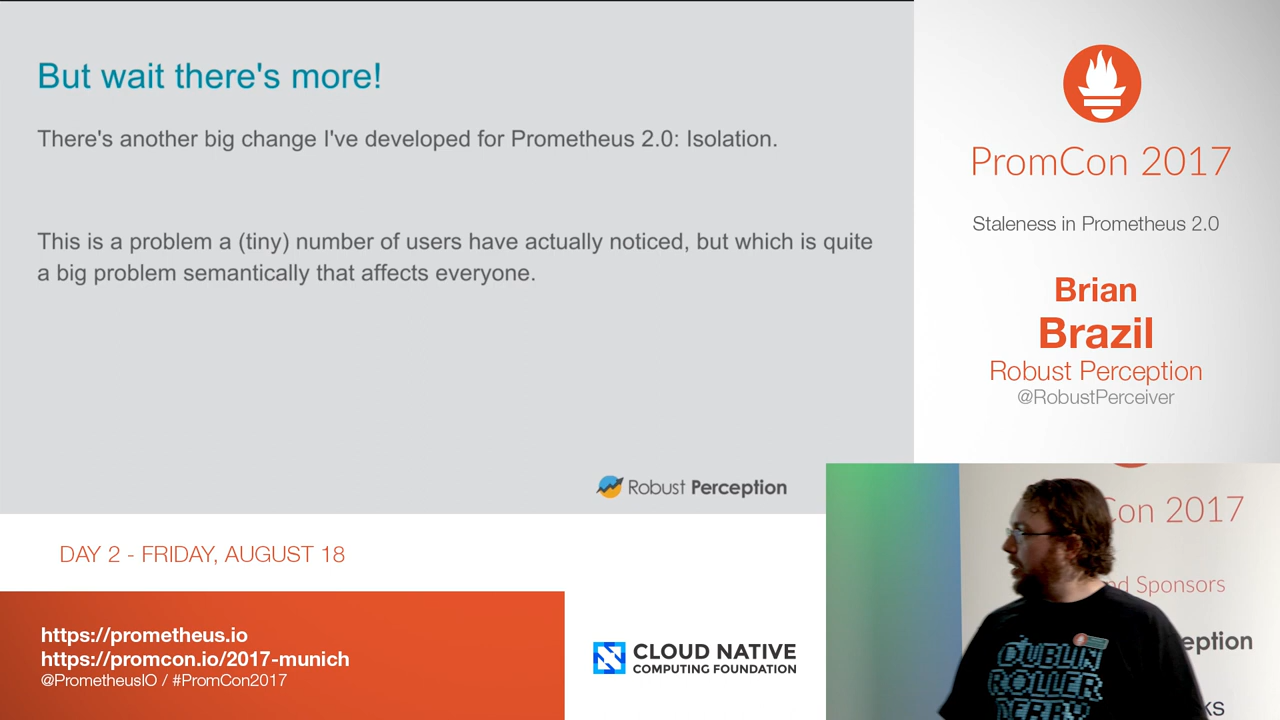 But wait there's more!
There's another big change I've developed for Prometheus 2.0: Isolation.
This is a problem a (tiny) number of users have actually noticed, but which is quite
a big problem semantically that affects everyone.
Robust Perception
PromCon 2017
Staleness in Prometheus 2.0
Brian
Brazil
Robust Perception
@RobustPerceiver
DAY 2 - FRIDAY, AUGUST 18
https://prometheus.io
https://promcon.io/2017-munich
@PrometheusIO / #PromCon2017
CLOUD NATIVE
COMPUTING FOUNDATION
Con 2017
Sponsors
DUBLIN
ROLLER
DERBY